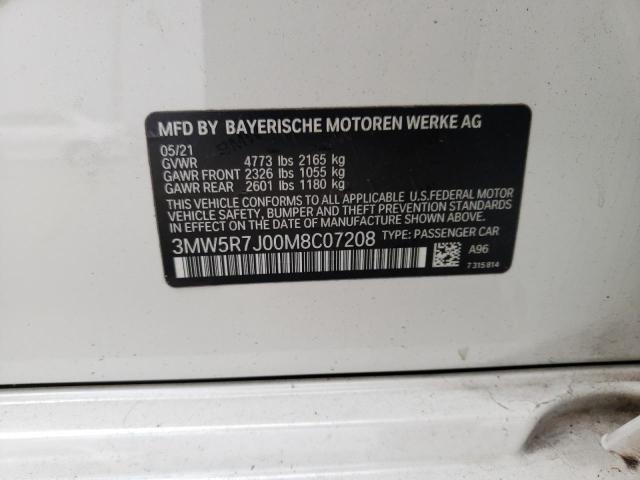 MFD BY BAYERISCHE MOTOREN WERKE AG
05/21
GVWR 4773 lbs 2165 kg
GAWR FRONT 2326 lbs 1055 kg
GAWR REAR 2601 lbs 1180 kg
THIS VEHICLE CONFORMS TO ALL APPLICABLE U.S.FEDERAL MOTOR
VEHICLE SAFETY, BUMPER AND THEFT PREVENTION STANDARDS
IN EFFECT ON THE DATE OF MANUFACTURE SHOWN ABOVE.
3MW5R7J00M8C07208 TYPE: PASSENGER CAR
A96
7 315 814